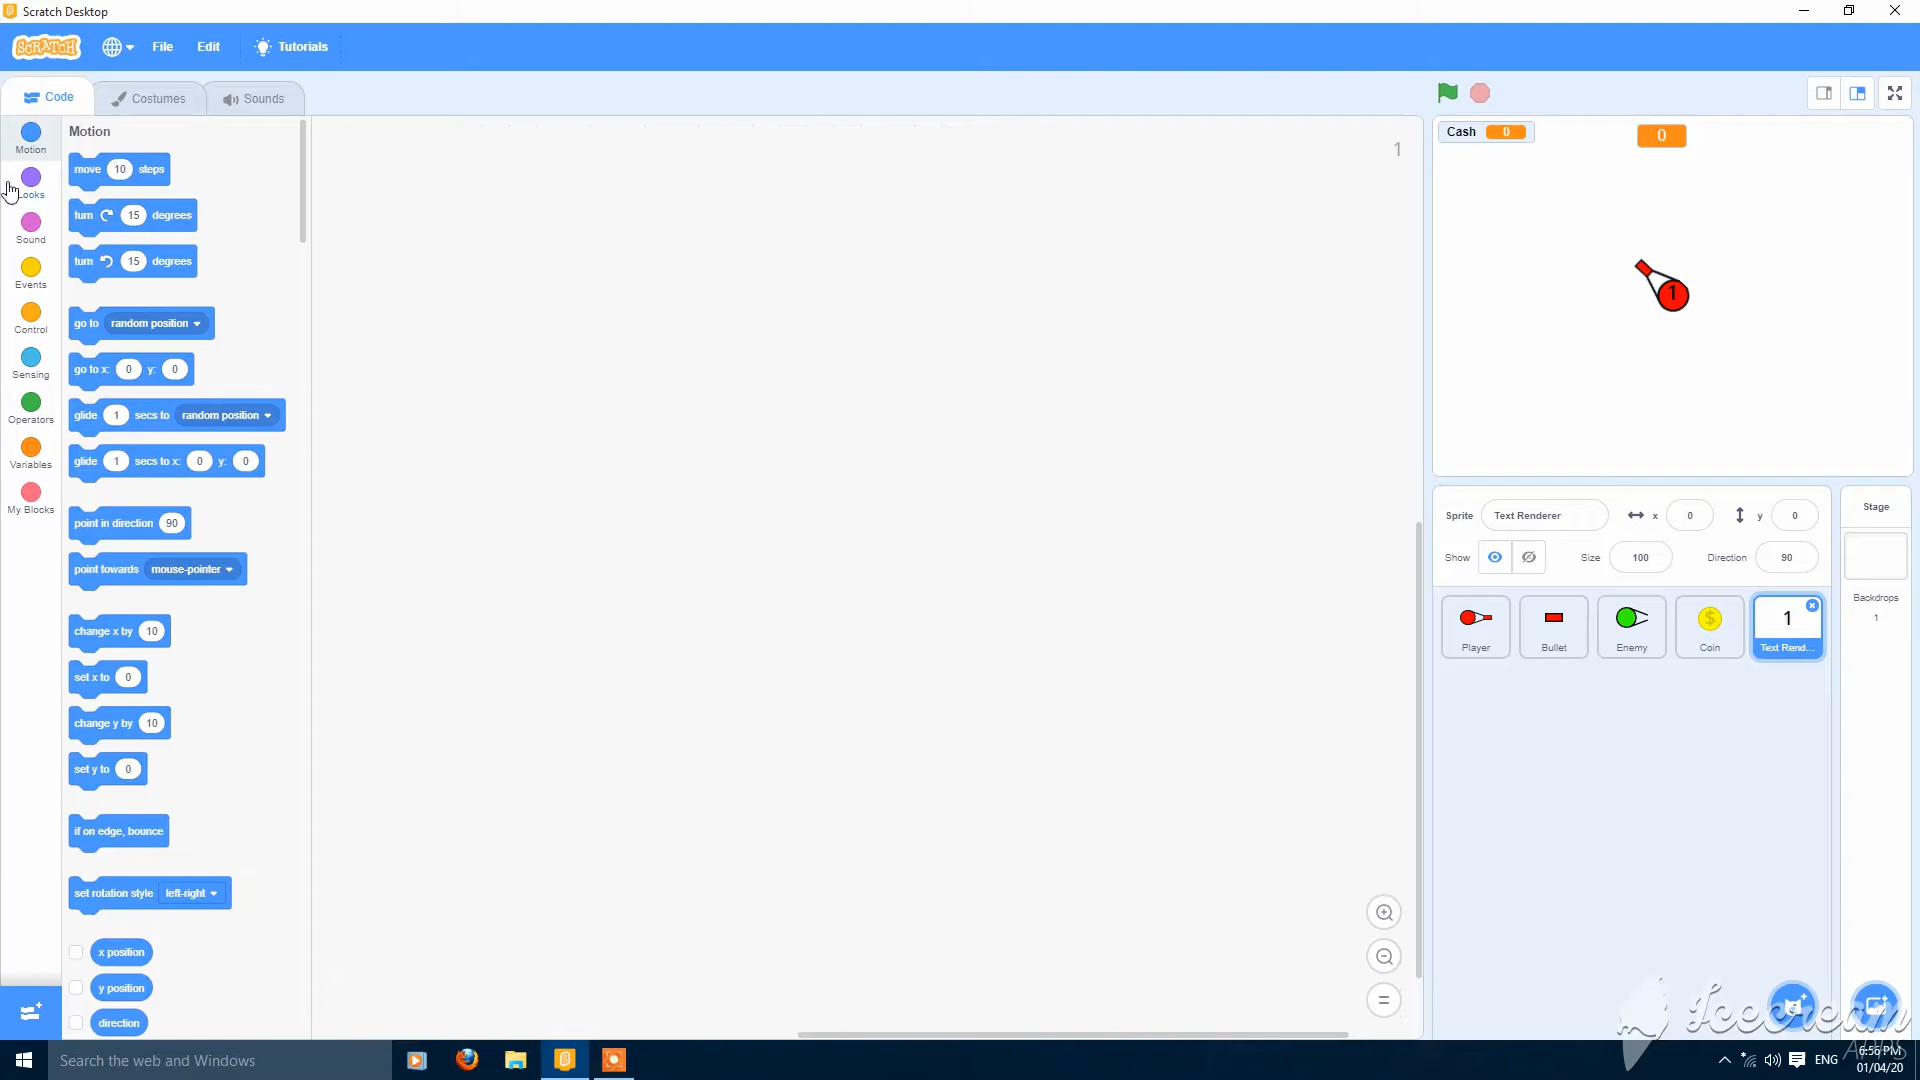 Scratch Desktop
SCRATCH File Edit Tutorials
Code Costumes Sounds
Motion
Looks
Sound
Events
Control
Sensing
Operators
Variables
My Blocks
Motion
move 10 steps
turn 15 degrees
turn 15 degrees
go to random position
go to x: 0 y: 0
glide 1 secs to random position
glide 1 secs to x: 0 y: 0
point in direction 90
point towards mouse-pointer
change x by 10
set x to 0
change y by 10
set y to 0
if on edge, bounce
set rotation style left-right
x position
y position
direction
1
Cash 0
0
1
Sprite Text Renderer x 0 y 0
Show Size 100 Direction 90
Player
Bullet
Enemy
$
Coin
1
Text Rend...
Stage
Backdrops
1
Icecream
APPS
Search the web and Windows
ENG
6:56 PM
01/04/20